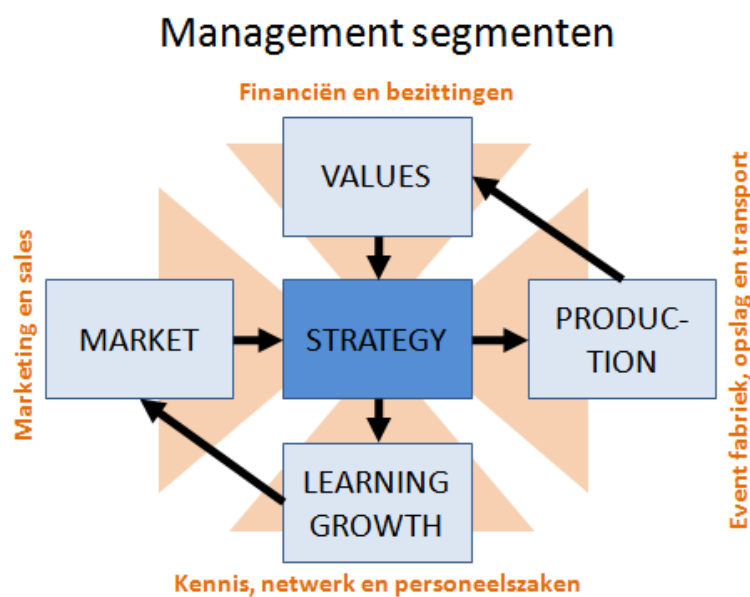 Management segmenten
Financiën en bezittingen
VALUES
Marketing en sales
MARKET
STRATEGY
PRODUC-
TION
Event fabriek, opslag en transport
LEARNING
GROWTH
Kennis, netwerk en personeelszaken